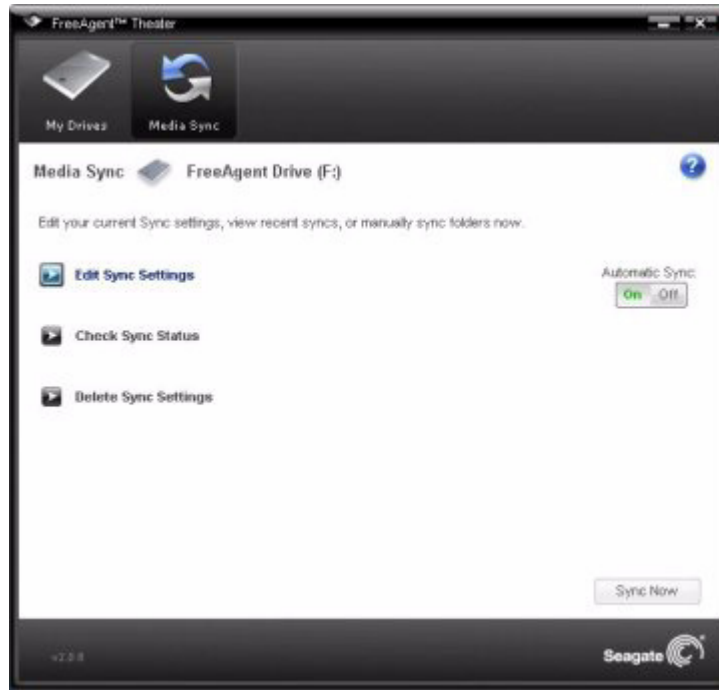 FreeAgent™ Theater
My Drives Media Sync
Media Sync FreeAgent Drive (F:)
Edit your current Sync settings, view recent syncs, or manually sync folders now.
Edit Sync Settings
Automatic Sync:
On Off
Check Sync Status
Delete Sync Settings
Sync Now
Seagate